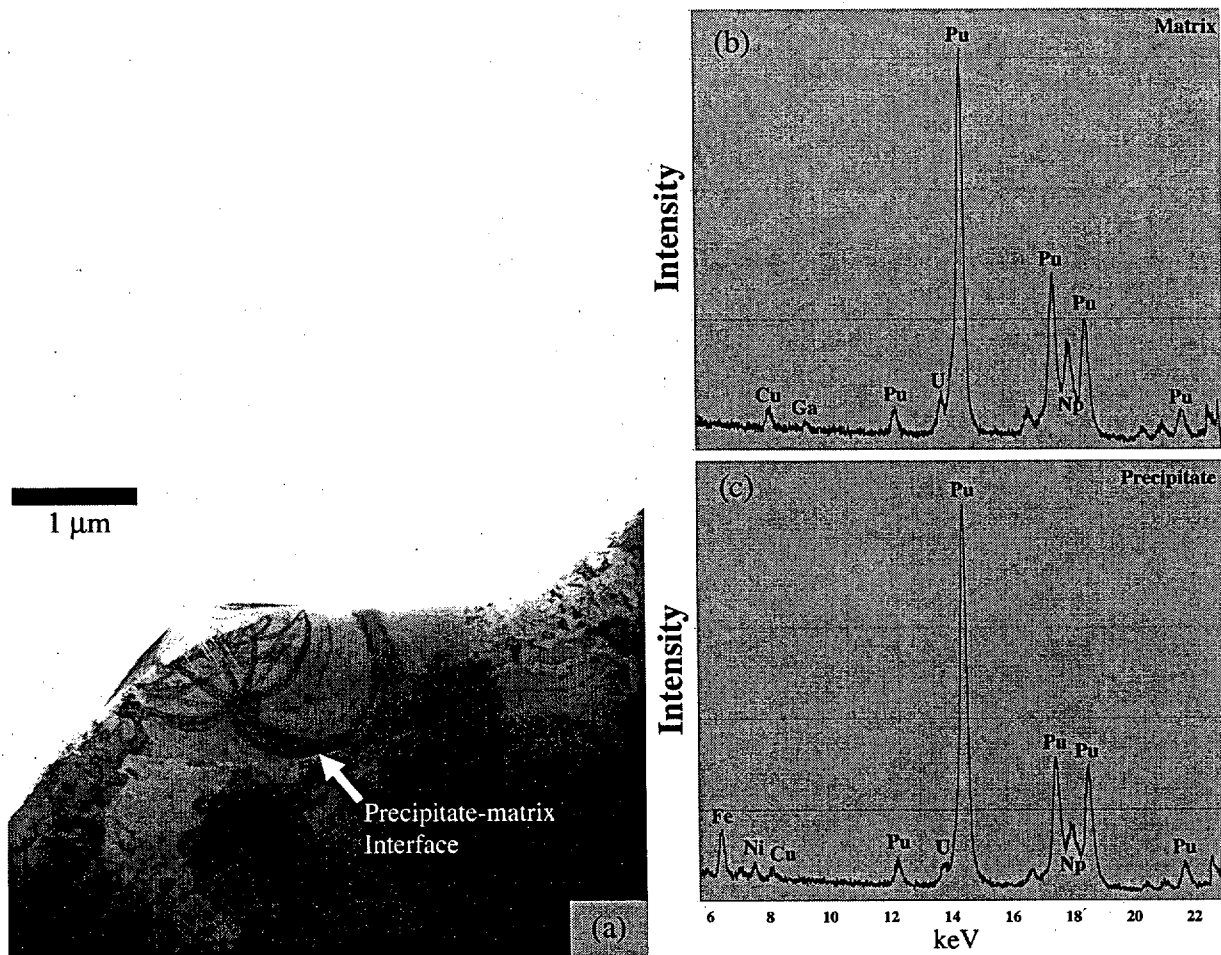 1 μm
Precipitate-matrix
Interface
(a)
(b)
Matrix
Intensity
Pu
Pu
Pu
Cu
Ga
Pu
U
Np
Pu
(c)
Precipitate
Intensity
Pu
Pu
Pu
Fe
Ni
Cu
Pu
U
Np
Pu
6 8 10 12 14 16 18 20 22
keV